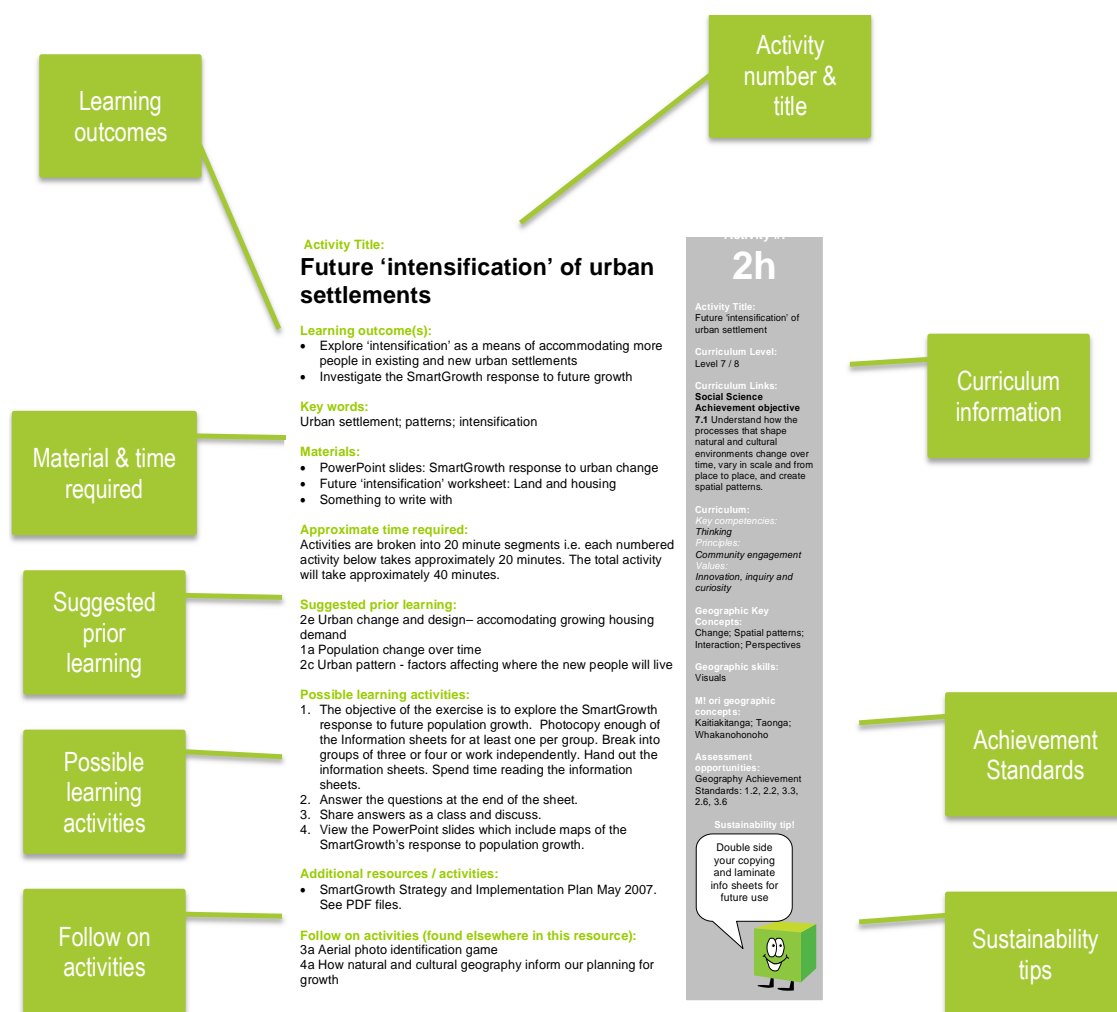 Activity
number &
title
Learning
outcomes
Material & time
required
Suggested
prior
learning
Possible
learning
activities
Follow on
activities
Activity Title:
Future ‘intensification’ of urban
settlements
Learning outcome(s):
• Explore ‘intensification’ as a means of accommodating more
people in existing and new urban settlements
• Investigate the SmartGrowth response to future growth
Key words:
Urban settlement; patterns; intensification
Materials:
• PowerPoint slides: SmartGrowth response to urban change
• Future ‘intensification’ worksheet: Land and housing
• Something to write with
Approximate time required:
Activities are broken into 20 minute segments i.e. each numbered
activity below takes approximately 20 minutes. The total activity
will take approximately 40 minutes.
Suggested prior learning:
2e Urban change and design– accomodating growing housing
demand
1a Population change over time
2c Urban pattern - factors affecting where the new people will live
Possible learning activities:
1. The objective of the exercise is to explore the SmartGrowth
response to future population growth. Photocopy enough of
the Information sheets for at least one per group. Break into
groups of three or four or work independently. Hand out the
information sheets. Spend time reading the information
sheets.
2. Answer the questions at the end of the sheet.
3. Share answers as a class and discuss.
4. View the PowerPoint slides which include maps of the
SmartGrowth’s response to population growth.
Additional resources / activities:
• SmartGrowth Strategy and Implementation Plan May 2007.
See PDF files.
Follow on activities (found elsewhere in this resource):
3a Aerial photo identification game
4a How natural and cultural geography inform our planning for
growth
2h
Activity Title:
Future ‘intensification’ of
urban settlement
Curriculum Level:
Level 7 / 8
Curriculum Links:
Social Science
Achievement objective
7.1 Understand how the
processes that shape
natural and cultural
environments change over
time, vary in scale and from
place to place, and create
spatial patterns.
Curriculum:
Key competencies:
Thinking
Principles:
Community engagement
Values:
Innovation, inquiry and
curiosity
Geographic Key
Concepts:
Change; Spatial patterns;
Interaction; Perspectives
Geographic skills:
Visuals
M! ori geographic
concepts:
Kaitiakitanga; Taonga;
Whakanohonoho
Assessment
opportunities:
Geography Achievement
Standards: 1.2, 2.2, 3.3,
2.6, 3.6
Sustainability tip!
Double side
your copying
and laminate
info sheets for
future use
Curriculum
information
Achievement
Standards
Sustainability
tips